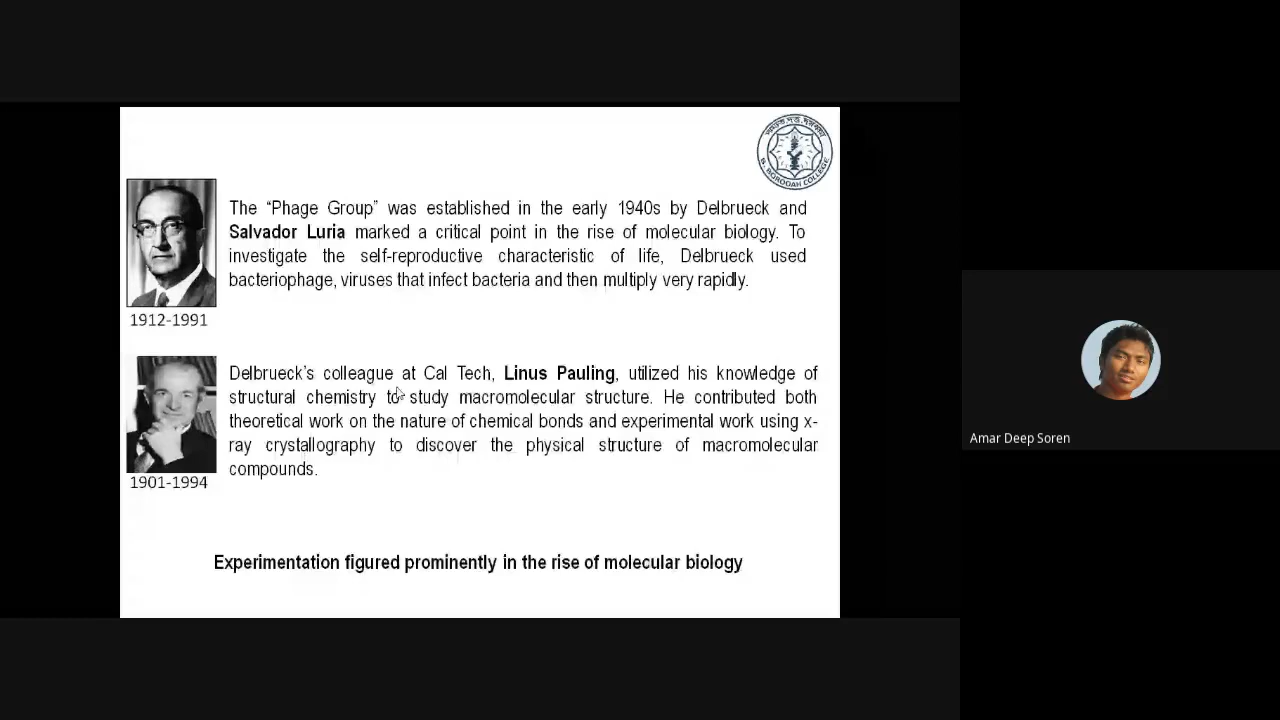 B. BOROOAH COLLEGE
The “Phage Group” was established in the early 1940s by Delbrueck and
Salvador Luria marked a critical point in the rise of molecular biology. To
investigate the self-reproductive characteristic of life, Delbrueck used
bacteriophage, viruses that infect bacteria and then multiply very rapidly.
1912-1991
Delbrueck’s colleague at Cal Tech, Linus Pauling, utilized his knowledge of
structural chemistry to study macromolecular structure. He contributed both
theoretical work on the nature of chemical bonds and experimental work using x-
ray crystallography to discover the physical structure of macromolecular
compounds.
1901-1994
Experimentation figured prominently in the rise of molecular biology
Amar Deep Soren